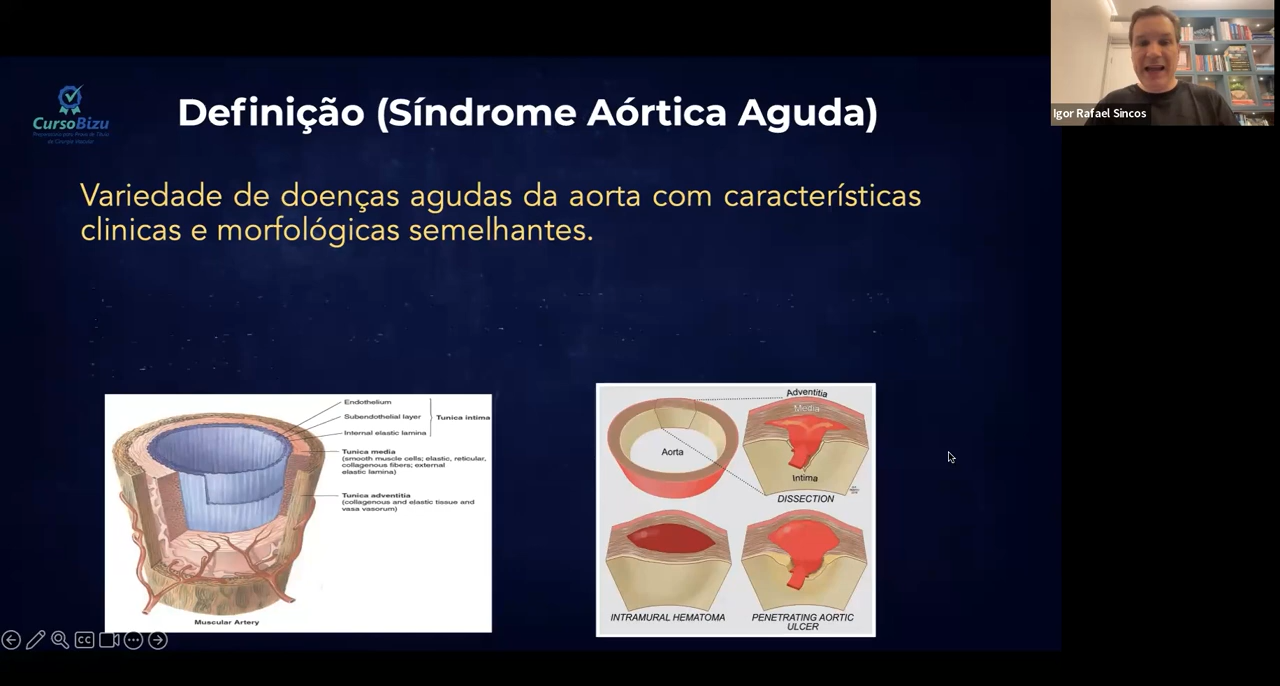 Igor Rafael Sincos
CursoBizu
Definição (Síndrome Aórtica Aguda)
Variedade de doenças agudas da aorta com características
clinicas e morfológicas semelhantes.
Endothelium
Subendothelial layer
Tunica intima
Internal elastic lamina
Tunica media
(smooth muscle cells; elastic, reticular,
collagenous fibers; external
elastic lamina)
Tunica adventitia
(collagenous and elastic tissue and
vasa vasorum)
Muscular Artery
Adventitia
Media
Aorta
Intima
DISSECTION
INTRAMURAL HEMATOMA
PENETRATING AORTIC
ULCER
CC